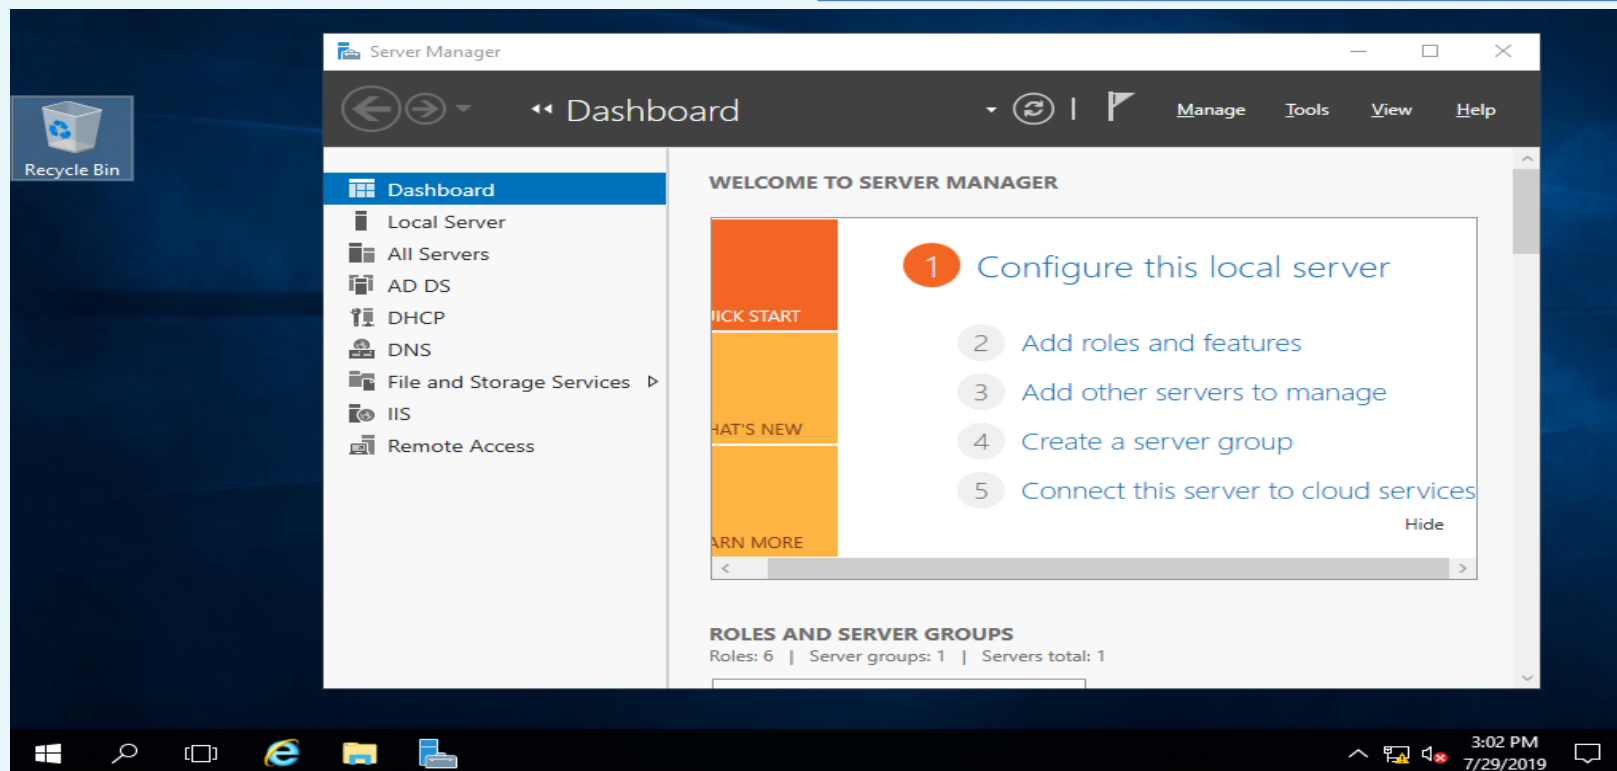 Server Manager
Recycle Bin
Dashboard
Manage Tools View Help
Dashboard
Local Server
All Servers
AD DS
DHCP
DNS
File and Storage Services
IIS
Remote Access
WELCOME TO SERVER MANAGER
ICK START
HAT'S NEW
ARN MORE
1 Configure this local server
2 Add roles and features
3 Add other servers to manage
4 Create a server group
5 Connect this server to cloud services
Hide
ROLES AND SERVER GROUPS
Roles: 6 | Server groups: 1 | Servers total: 1
3:02 PM
7/29/2019